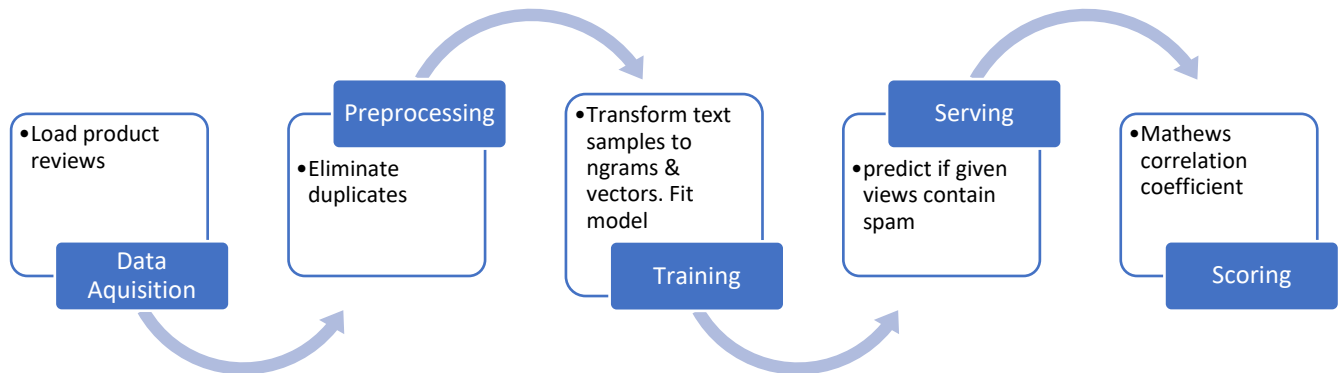 •Load product
reviews
Data
Aquisition
Preprocessing
•Eliminate
duplicates
•Transform text
samples to
ngrams &
vectors. Fit
model
Training
Serving
•predict if given
views contain
spam
•Mathews
correlation
coefficient
Scoring